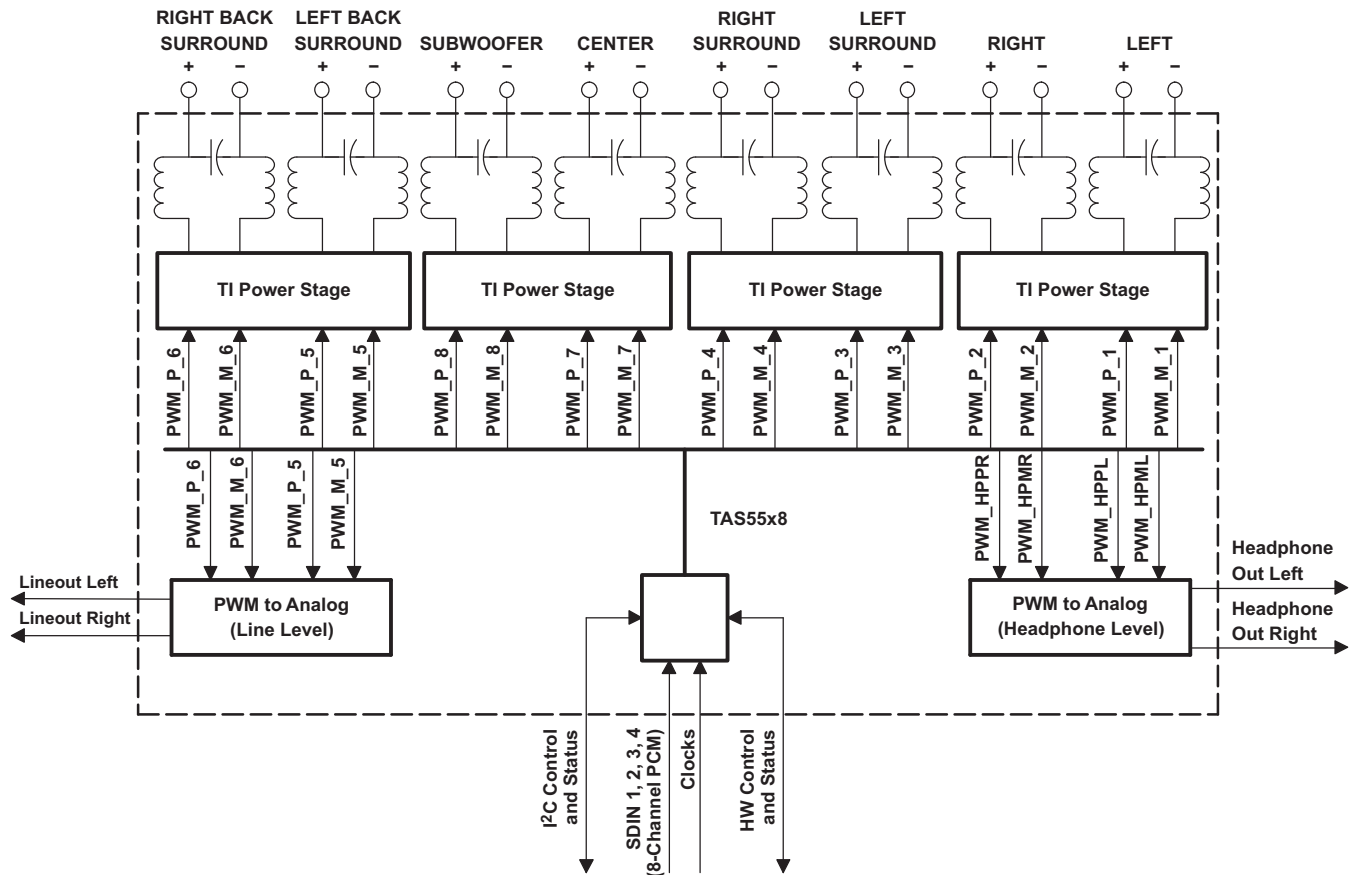 RIGHT BACK
SURROUND
LEFT BACK
SURROUND
SUBWOOFER
CENTER
RIGHT
SURROUND
LEFT
SURROUND
RIGHT
LEFT
+ − + − + − + − + − + − + − + −
TI Power Stage
TI Power Stage
TI Power Stage
TI Power Stage
PWM_P_6
PWM_M_6
PWM_P_5
PWM_M_5
PWM_P_8
PWM_M_8
PWM_P_7
PWM_M_7
PWM_P_4
PWM_M_4
PWM_P_3
PWM_M_3
PWM_P_2
PWM_M_2
PWM_P_1
PWM_M_1
PWM_P_6
PWM_M_6
PWM_P_5
PWM_M_5
PWM_HPPR
PWM_HPMR
PWM_HPPL
PWM_HPML
TAS55x8
Lineout Left
Lineout Right
PWM to Analog
(Line Level)
PWM to Analog
(Headphone Level)
Headphone
Out Left
Headphone
Out Right
I²C Control
and Status
SDIN 1, 2, 3, 4
(8-Channel PCM)
Clocks
HW Control
and Status